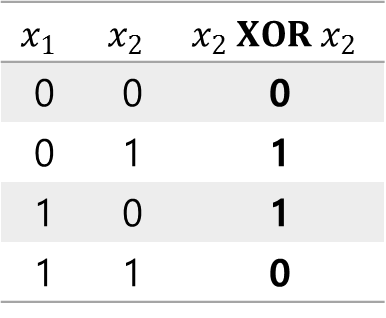 x₁ x₂ x₂ XOR x₂
0 0 0
0 1 1
1 0 1
1 1 0